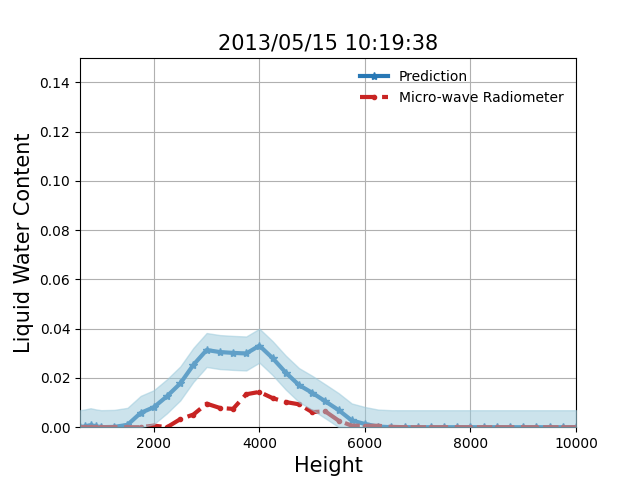 2013/05/15 10:19:38
Prediction
Micro-wave Radiometer
Liquid Water Content
0.14
0.12
0.10
0.08
0.06
0.04
0.02
0.00
2000 4000 6000 8000 10000
Height